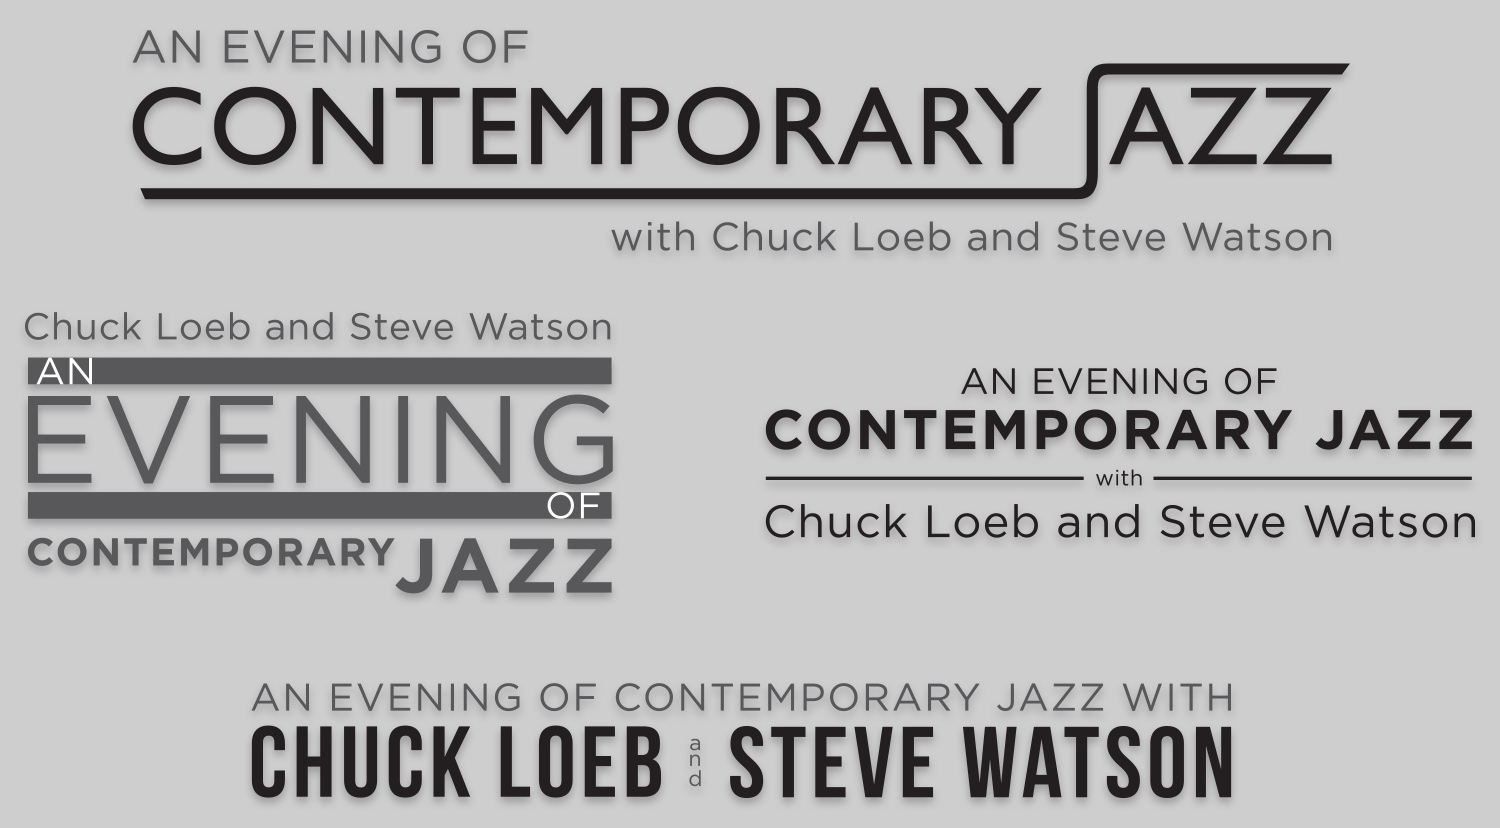 AN EVENING OF
CONTEMPORARY JAZZ
with Chuck Loeb and Steve Watson
Chuck Loeb and Steve Watson
AN
EVENING
OF
CONTEMPORARY JAZZ
AN EVENING OF
CONTEMPORARY JAZZ
with
Chuck Loeb and Steve Watson
AN EVENING OF CONTEMPORARY JAZZ WITH
CHUCK LOEB and STEVE WATSON